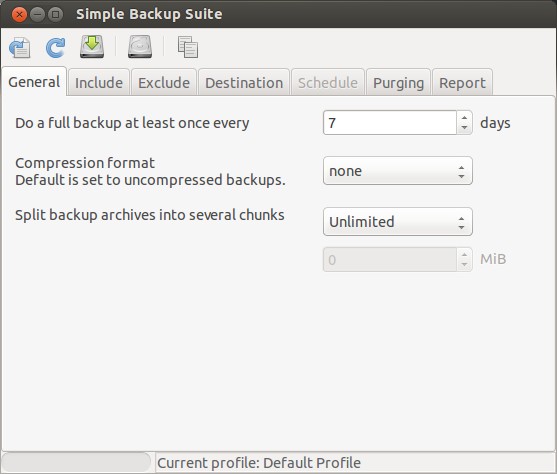 Simple Backup Suite
General Include Exclude Destination Schedule Purging Report
Do a full backup at least once every 7 days
Compression format
Default is set to uncompressed backups.
none
Split backup archives into several chunks Unlimited
0 MiB
Current profile: Default Profile